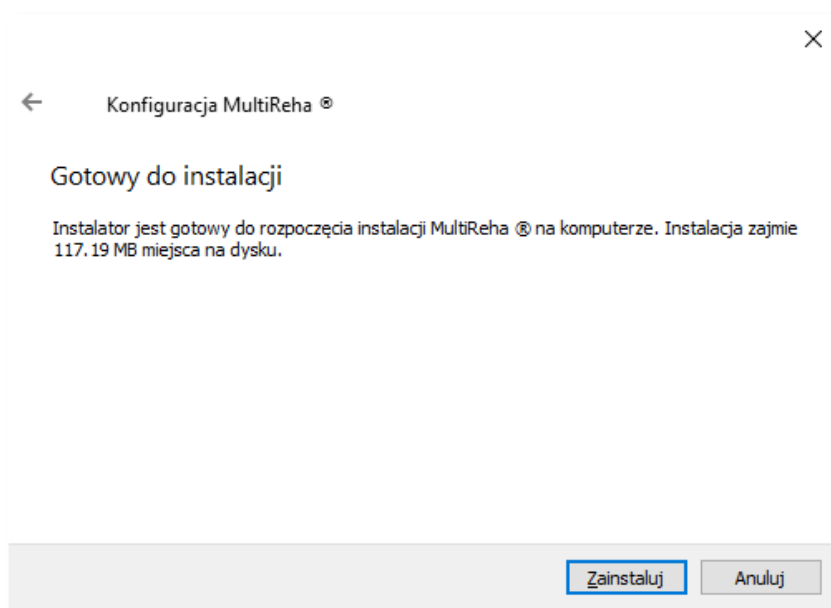 Konfiguracja MultiReha ®
Gotowy do instalacji
Instalator jest gotowy do rozpoczęcia instalacji MultiReha ® na komputerze. Instalacja zajmie
117.19 MB miejsca na dysku.
Zainstaluj
Anuluj